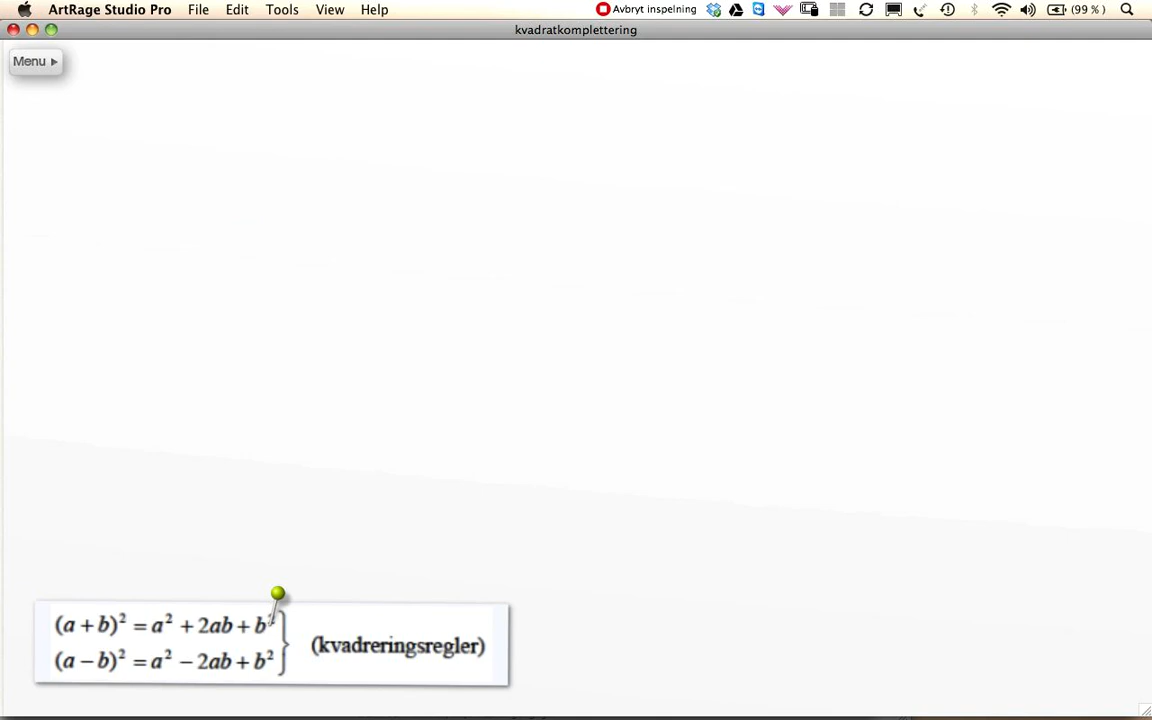 ArtRage Studio Pro File Edit Tools View Help Avbryt inspelning (99 %)
kvadratkomplettering
Menu
(a + b)² = a² + 2ab + b²
(a − b)² = a² − 2ab + b²
(kvadreringsregler)